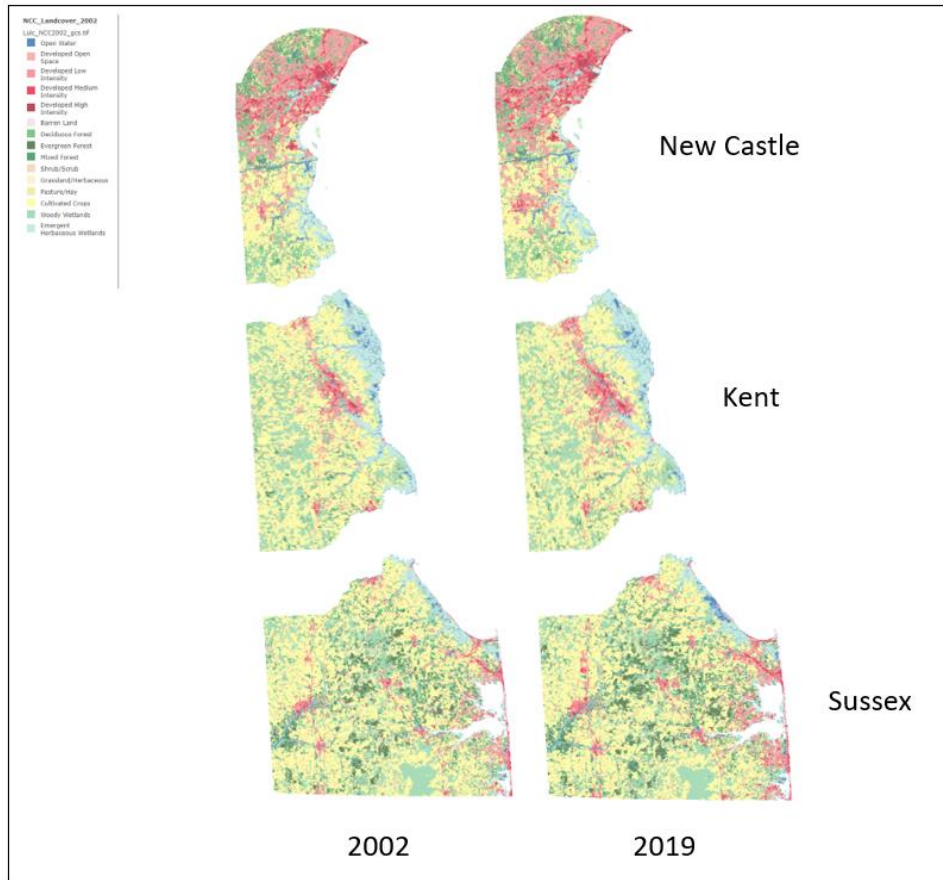 NCC_Landcover_2002
Lulc_NCC2002_gcs.tif
Open Water
Developed Open
Space
Developed Low
Intensity
Developed Medium
Intensity
Developed High
Intensity
Barren Land
Deciduous Forest
Evergreen Forest
Mixed Forest
Shrub/Scrub
Grassland/Herbaceous
Pasture/Hay
Cultivated Crops
Woody Wetlands
Emergent
Herbaceous Wetlands
New Castle
Kent
Sussex
2002
2019